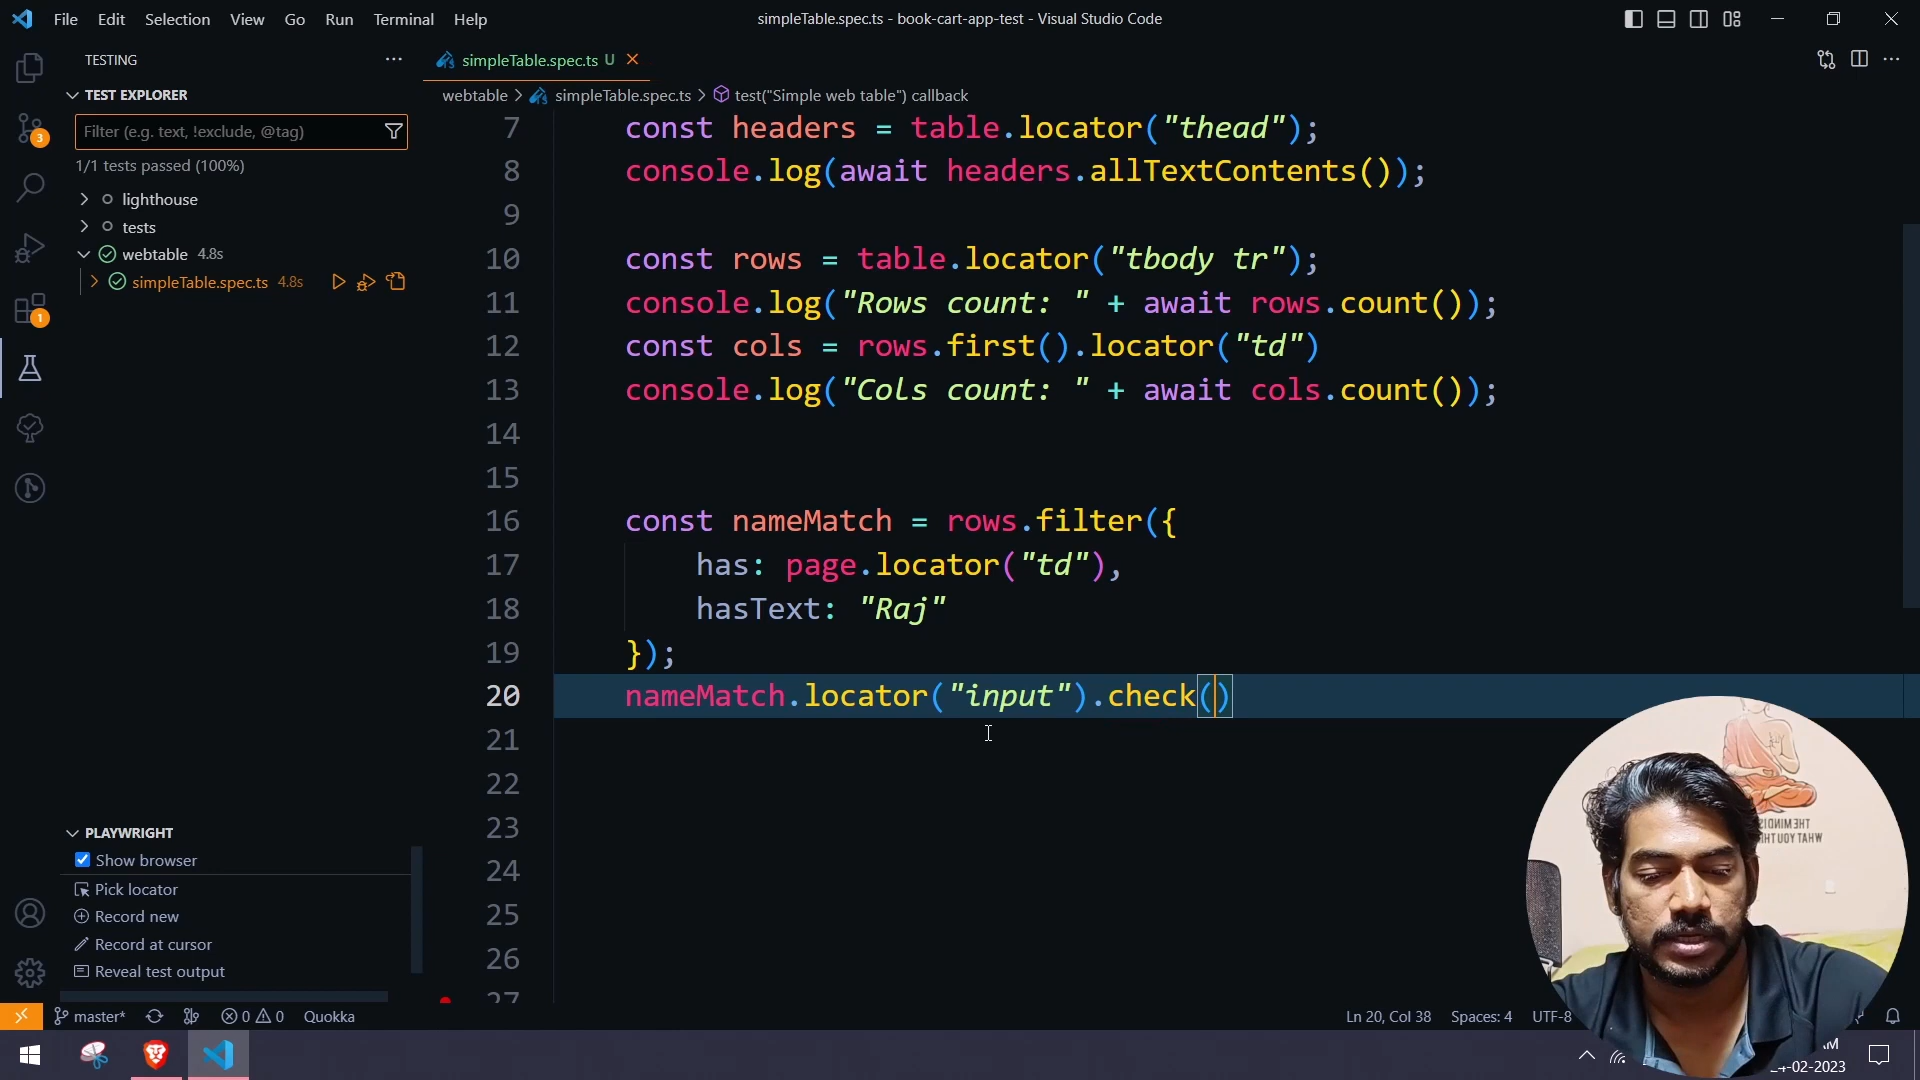 File Edit Selection View Go Run Terminal Help
simpleTable.spec.ts - book-cart-app-test - Visual Studio Code
TESTING
simpleTable.spec.ts U
TEST EXPLORER
webtable > simpleTable.spec.ts > test("Simple web table") callback
Filter (e.g. text, !exclude, @tag)
1/1 tests passed (100%)
lighthouse
tests
webtable 4.8s
simpleTable.spec.ts 4.8s
3
1
7 const headers = table.locator("thead");
8 console.log(await headers.allTextContents());
9
10 const rows = table.locator("tbody tr");
11 console.log("Rows count: " + await rows.count());
12 const cols = rows.first().locator("td")
13 console.log("Cols count: " + await cols.count());
14
15
16 const nameMatch = rows.filter({
17 has: page.locator("td"),
18 hasText: "Raj"
19 });
20 nameMatch.locator("input").check()
21
22
23
24
25
26
27
PLAYWRIGHT
Show browser
Pick locator
Record new
Record at cursor
Reveal test output
master* 0 0 Quokka
Ln 20, Col 38 Spaces: 4 UTF-8
-02-2023